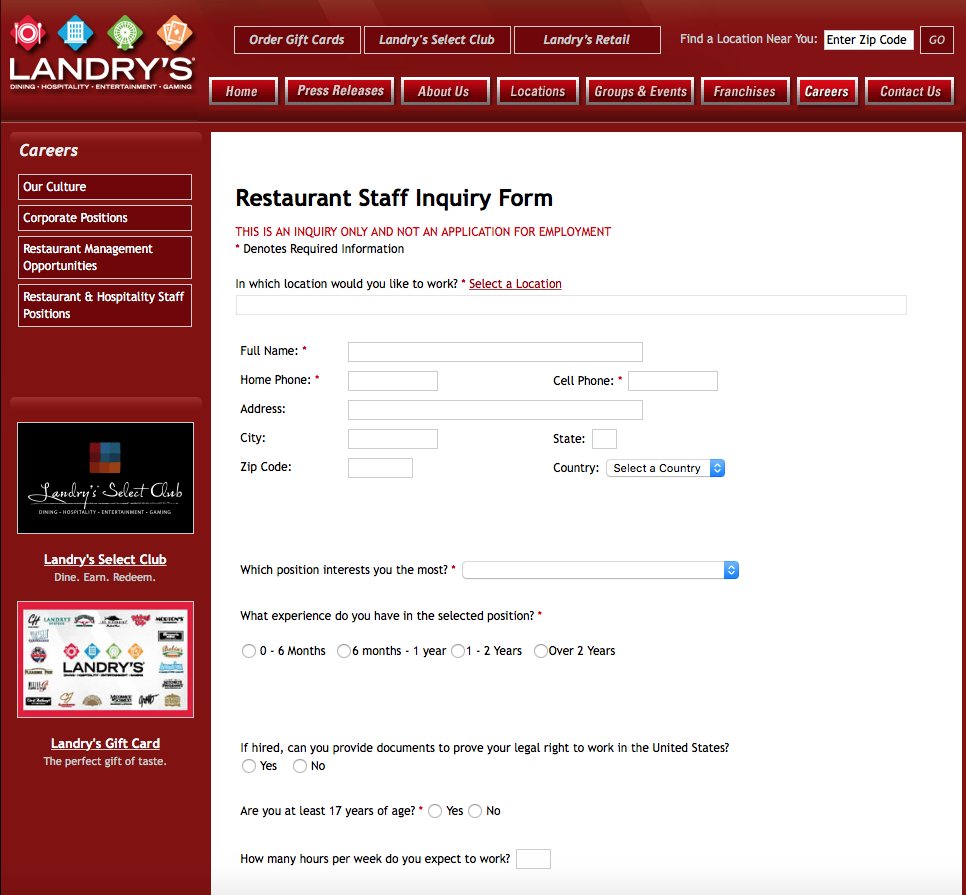 LANDRY'S
DINING • HOSPITALITY • ENTERTAINMENT • GAMING
Order Gift Cards
Landry's Select Club
Landry's Retail
Find a Location Near You:
Enter Zip Code
GO
Home
Press Releases
About Us
Locations
Groups & Events
Franchises
Careers
Contact Us
Careers
Our Culture
Corporate Positions
Restaurant Management
Opportunities
Restaurant & Hospitality Staff
Positions
Landry's Select Club
DINING • HOSPITALITY • ENTERTAINMENT • GAMING
Landry's Select Club
Dine. Earn. Redeem.
CH
LANDRY'S
MORTON'S
LANDRY'S
DINING • HOSPITALITY • ENTERTAINMENT • GAMING
Landry's Gift Card
The perfect gift of taste.
Restaurant Staff Inquiry Form
THIS IS AN INQUIRY ONLY AND NOT AN APPLICATION FOR EMPLOYMENT
* Denotes Required Information
In which location would you like to work? * Select a Location
Full Name: *
Home Phone: *
Cell Phone: *
Address:
City:
State:
Zip Code:
Country:
Select a Country
Which position interests you the most? *
What experience do you have in the selected position? *
0 - 6 Months
6 months - 1 year
1 - 2 Years
Over 2 Years
If hired, can you provide documents to prove your legal right to work in the United States?
Yes
No
Are you at least 17 years of age? *
Yes
No
How many hours per week do you expect to work?